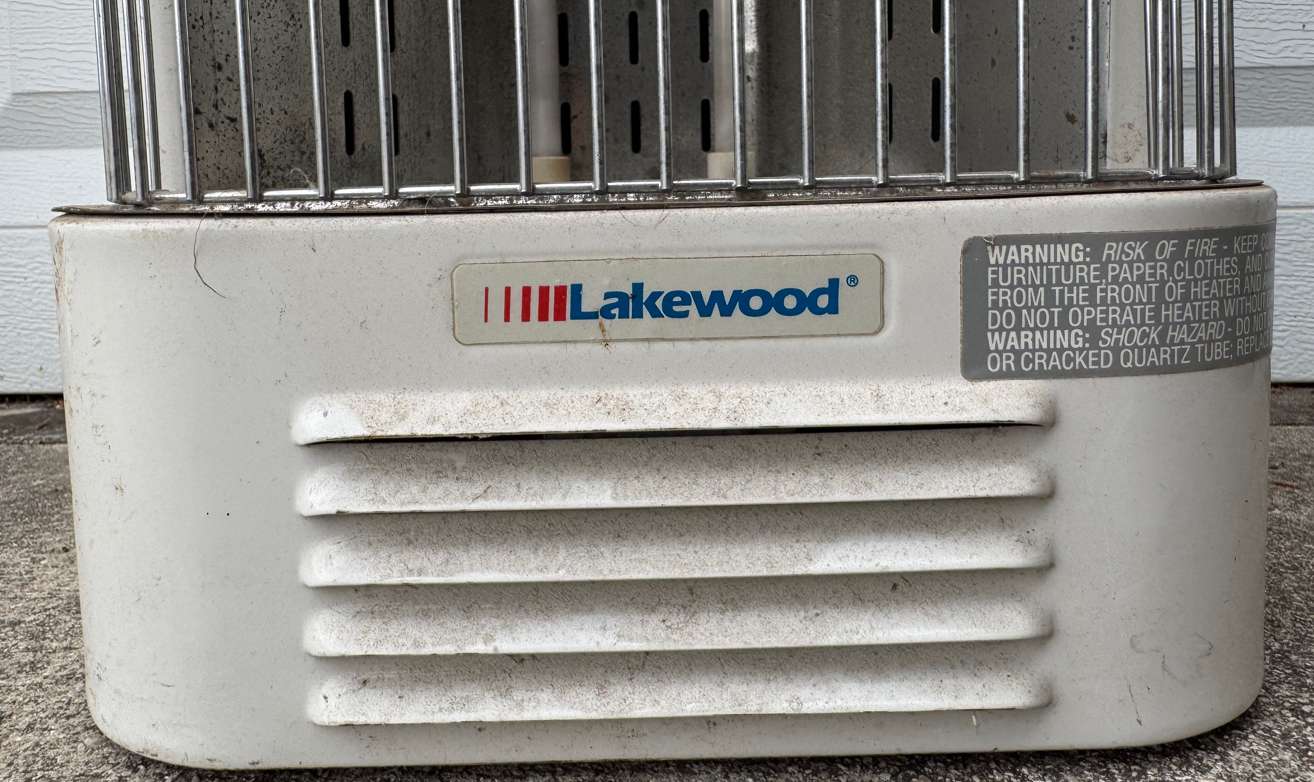 Lakewood®
WARNING: RISK OF FIRE - KEEP
FURNITURE, PAPER, CLOTHES, AND
FROM THE FRONT OF HEATER AND
DO NOT OPERATE HEATER WITHOUT
WARNING: SHOCK HAZARD - DO NOT
OR CRACKED QUARTZ TUBE; REPLAC